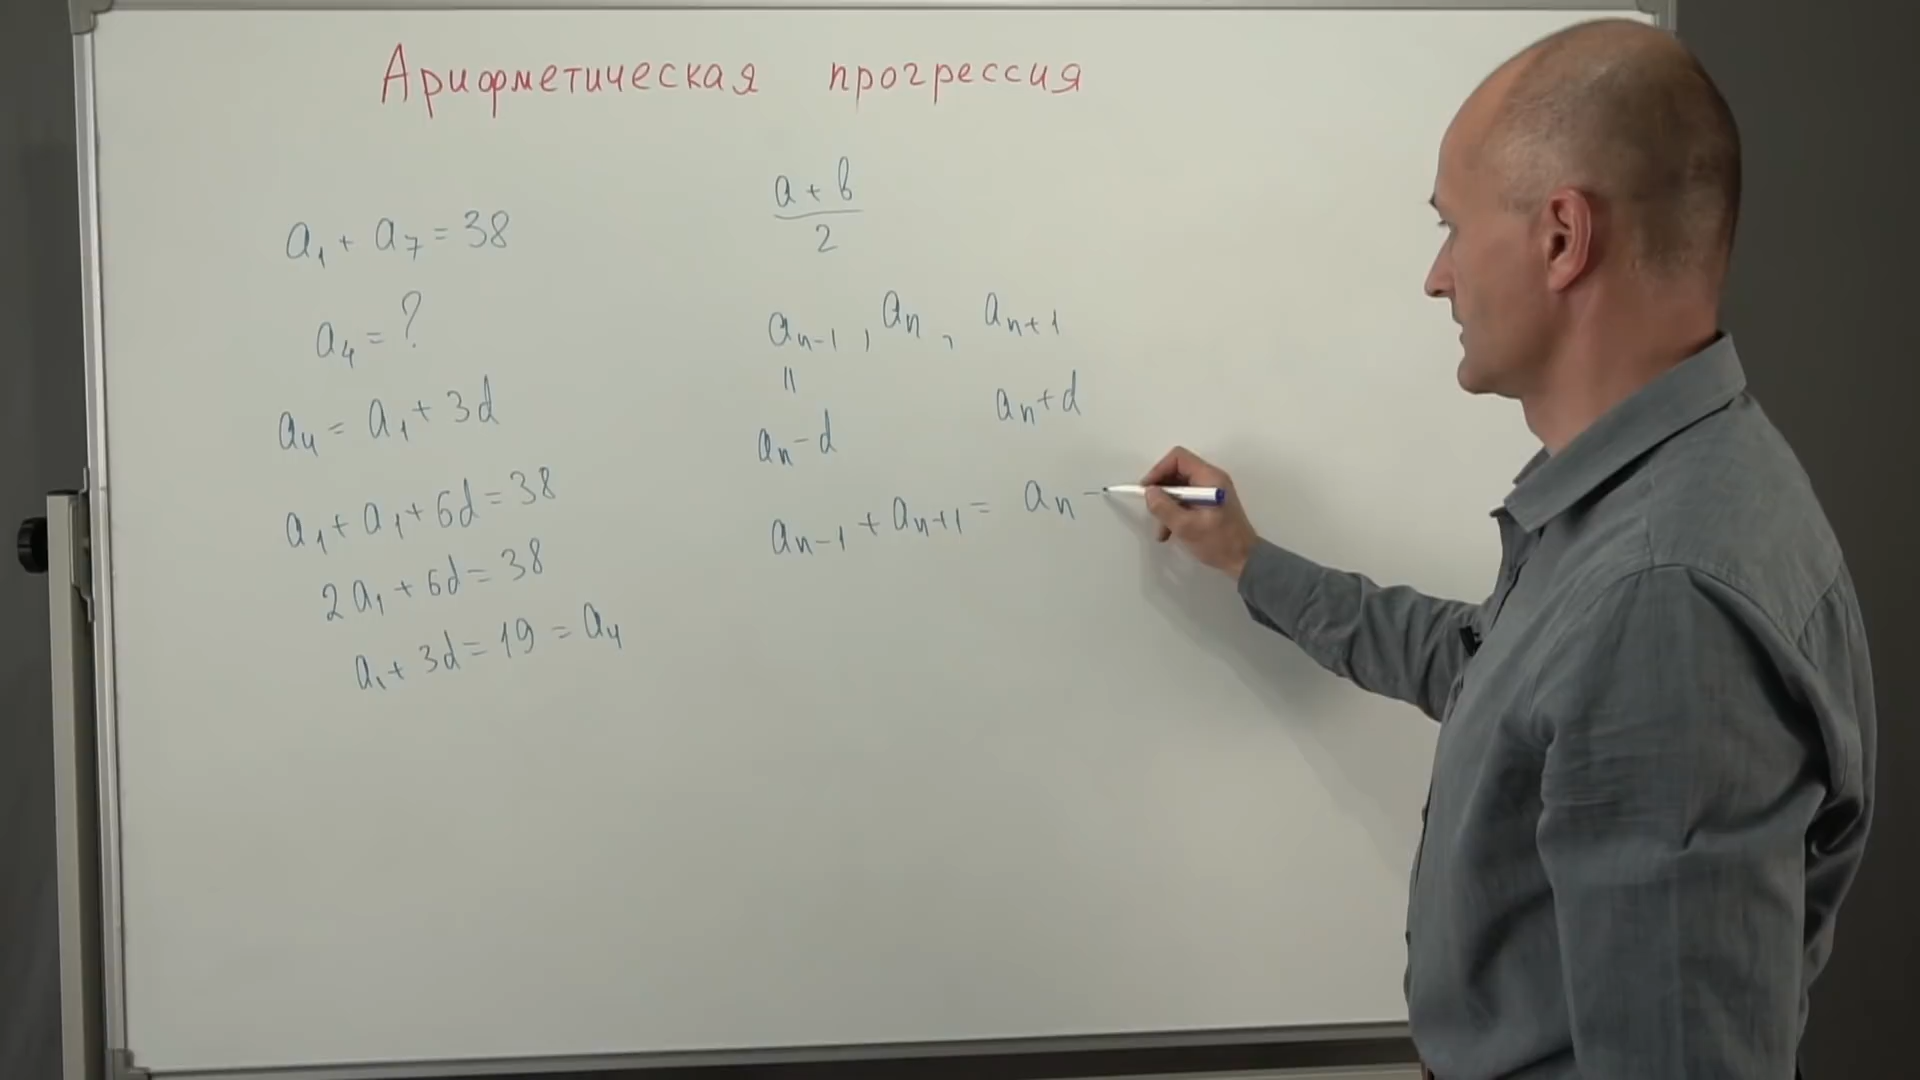 Арифметическая прогрессия
a₁ + a₇ = 38
a₄ = ?
a₄ = a₁ + 3d
a₁ + a₁ + 6d = 38
2a₁ + 6d = 38
a₁ + 3d = 19 = a₄
a + b
2
aₙ₋₁ , aₙ , aₙ₊₁
||
aₙ - d aₙ + d
aₙ₋₁ + aₙ₊₁ = aₙ -